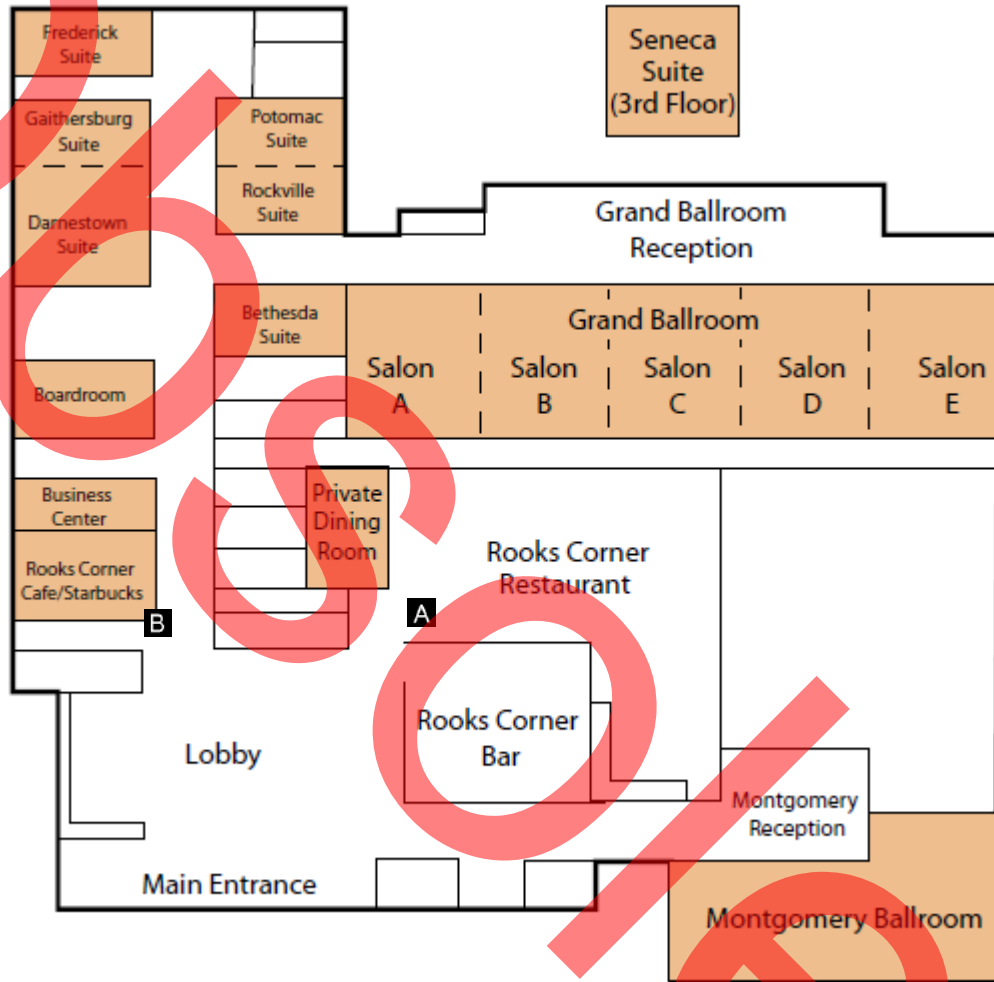 Frederick
Suite
Seneca
Suite
(3rd Floor)
Gaithersburg
Suite
Potomac
Suite
Rockville
Suite
Darnestown
Suite
Grand Ballroom
Reception
Bethesda
Suite
Grand Ballroom
Salon
A
Salon
B
Salon
C
Salon
D
Salon
E
Boardroom
Business
Center
Private
Dining
Room
Rooks Corner
Cafe/Starbucks
Rooks Corner
Restaurant
A
B
Rooks Corner
Bar
Lobby
Montgomery
Reception
Main Entrance
Montgomery Ballroom